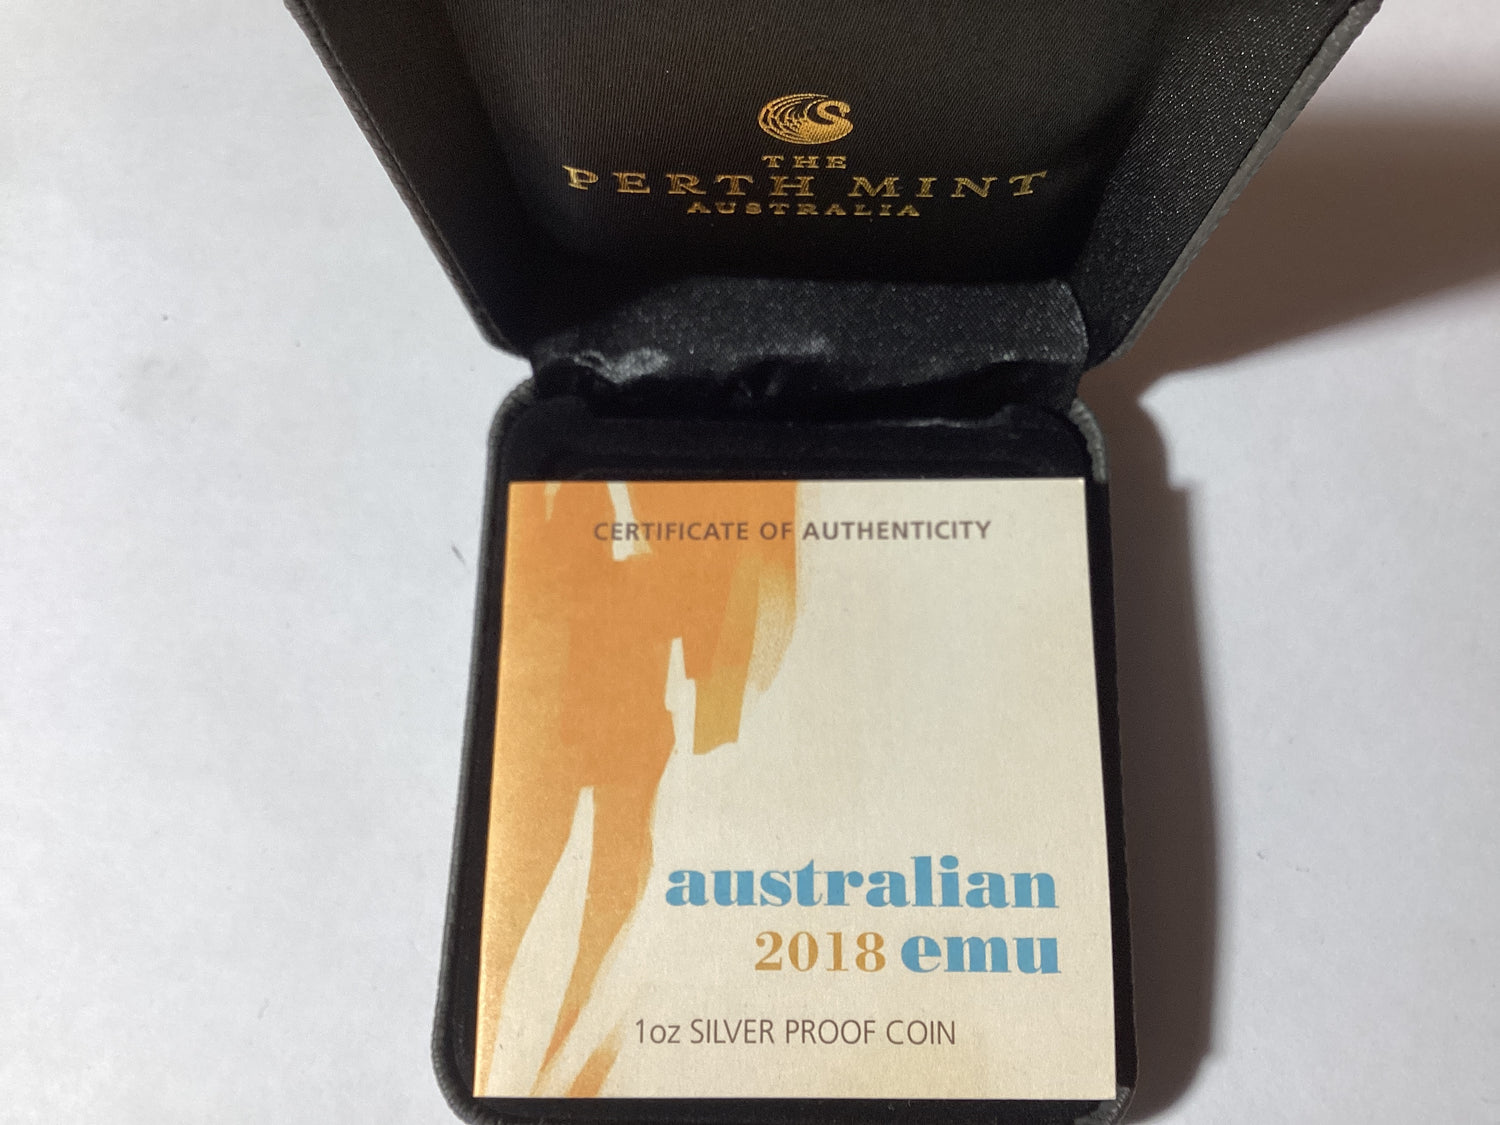 THE
PERTH MINT
AUSTRALIA
CERTIFICATE OF AUTHENTICITY
australian
2018 emu
1oz SILVER PROOF COIN